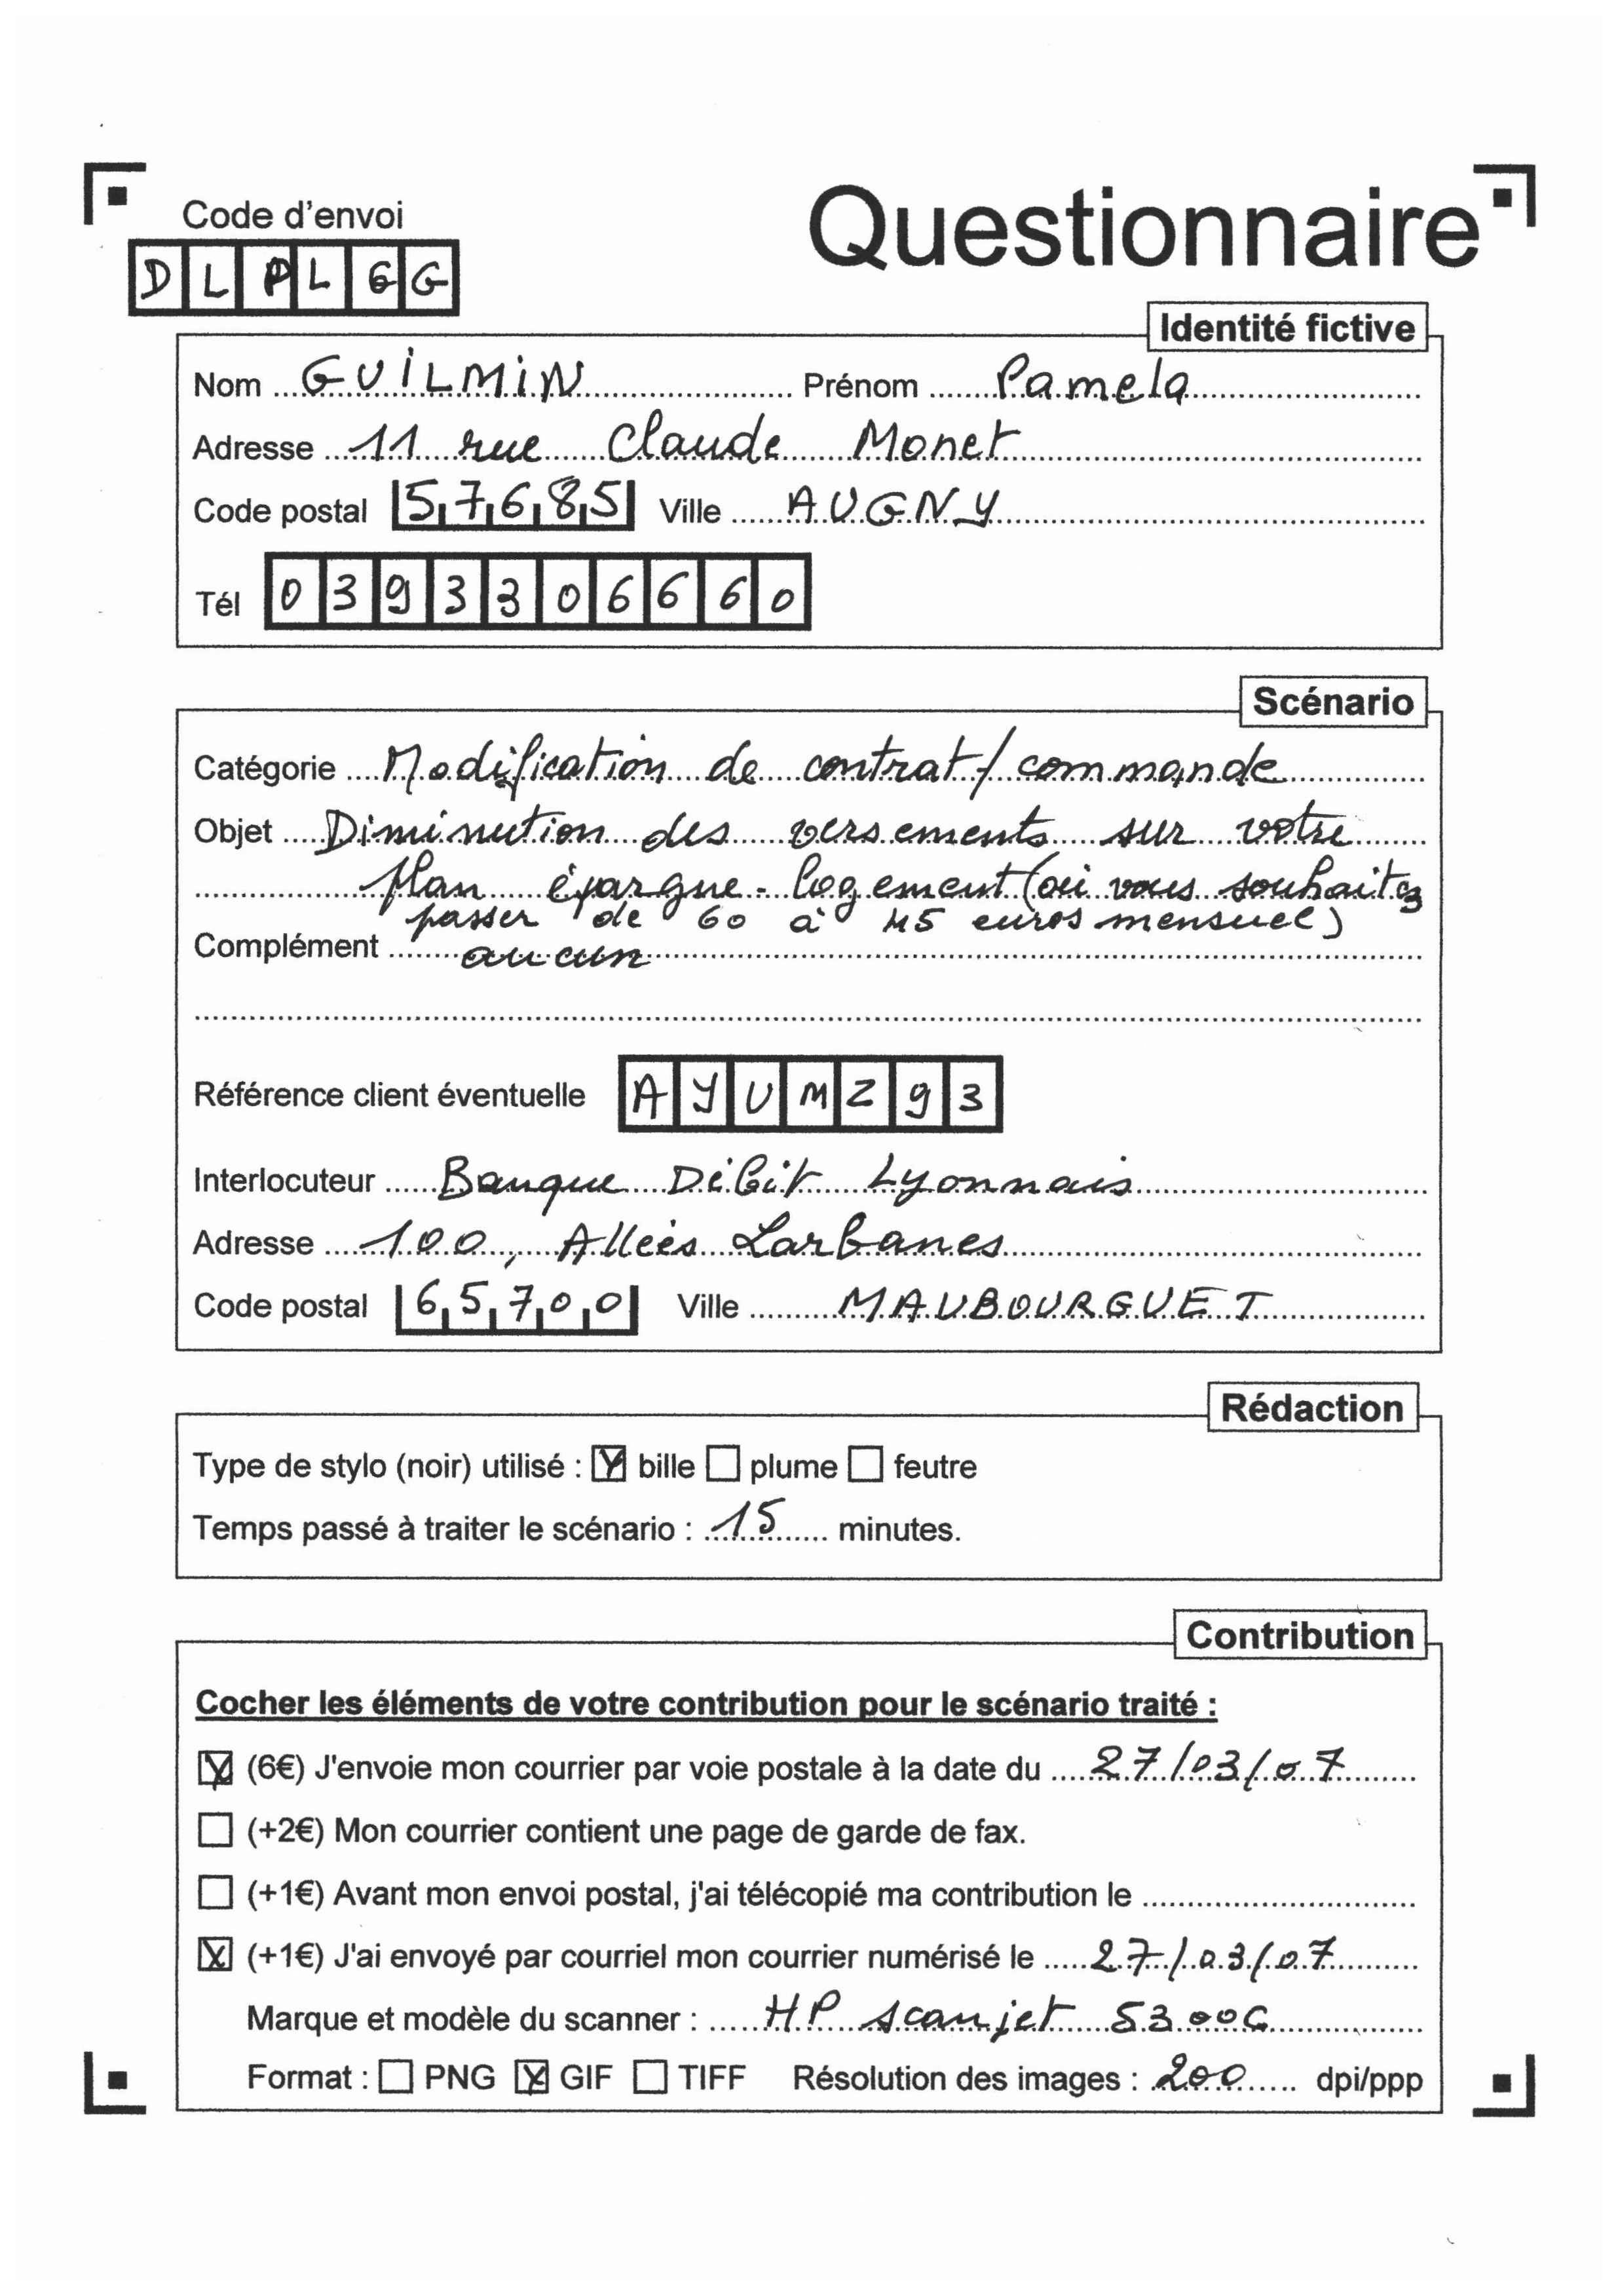 Questionnaire
Code d'envoi
DLPLEG
Identité fictive
Nom GUILMIN Prénom Pamela
Adresse 11 rue Claude Monet
Code postal 57685 Ville AUGNY
Tél 0393306660
Scénario
Catégorie Modification de contrat/commande
Objet Diminution des versements sur votre
plan épargne-logement (où vous souhaitez
passer de 60 à 45 euros mensuel)
Complément aucun
Référence client éventuelle AYUMZ93
Interlocuteur Banque Débit Lyonnais
Adresse 100, Allées Larbanes
Code postal 65700 Ville MAUBOURGUET
Rédaction
Type de stylo (noir) utilisé : bille plume feutre
Temps passé à traiter le scénario : 15 minutes.
Contribution
Cocher les éléments de votre contribution pour le scénario traité :
(6€) J'envoie mon courrier par voie postale à la date du 27/03/07
(+2€) Mon courrier contient une page de garde de fax.
(+1€) Avant mon envoi postal, j'ai télécopié ma contribution le
(+1€) J'ai envoyé par courriel mon courrier numérisé le 27/03/07
Marque et modèle du scanner : HP scanjet 5300C
Format : PNG GIF TIFF Résolution des images : 200 dpi/ppp